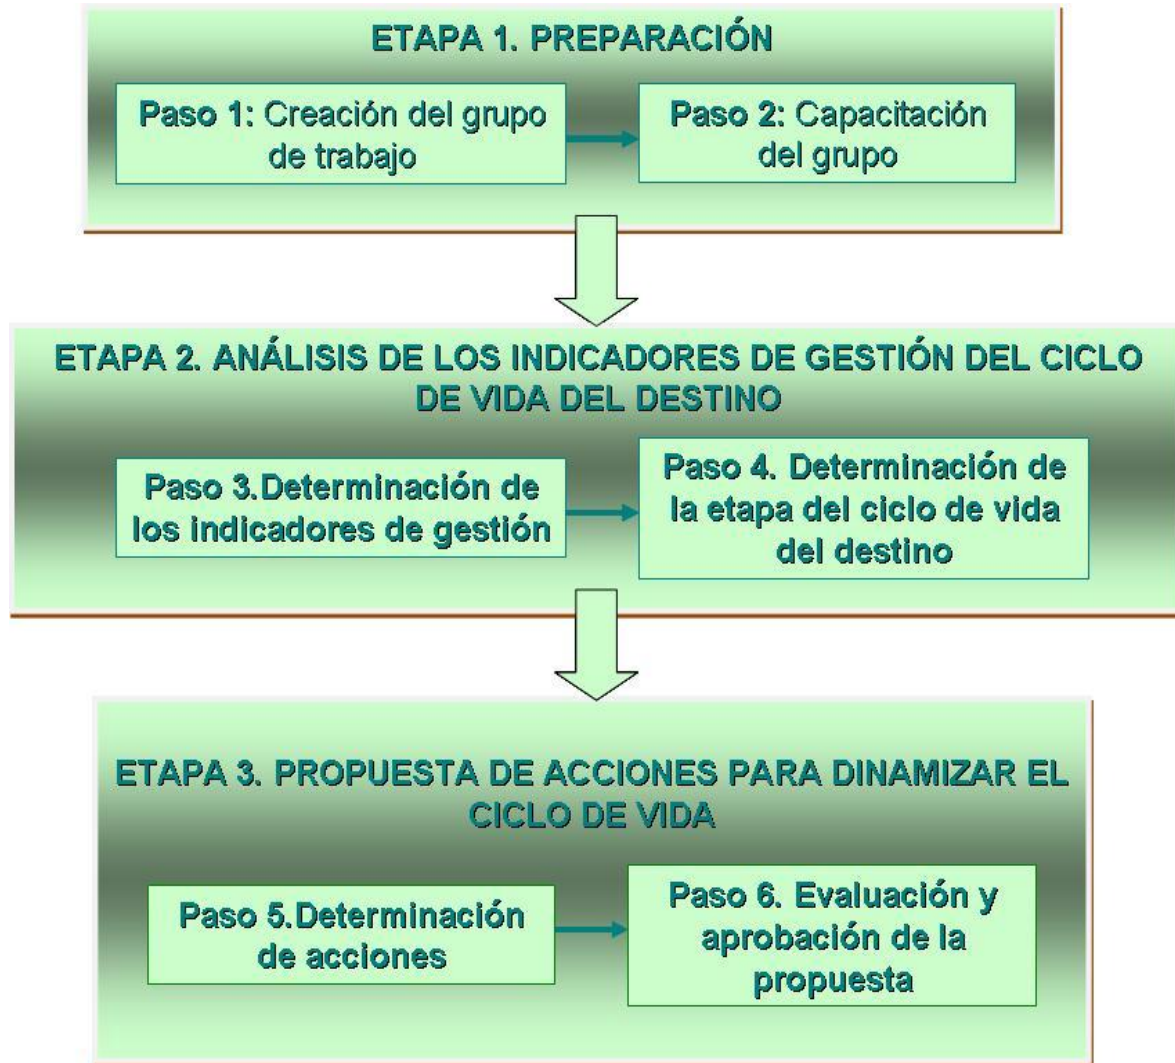 ETAPA 1. PREPARACIÓN
Paso 1: Creación del grupo
de trabajo
Paso 2: Capacitación
del grupo
ETAPA 2. ANÁLISIS DE LOS INDICADORES DE GESTIÓN DEL CICLO
DE VIDA DEL DESTINO
Paso 3.Determinación de
los indicadores de gestión
Paso 4. Determinación de
la etapa del ciclo de vida
del destino
ETAPA 3. PROPUESTA DE ACCIONES PARA DINAMIZAR EL
CICLO DE VIDA
Paso 5.Determinación
de acciones
Paso 6. Evaluación y
aprobación de la
propuesta